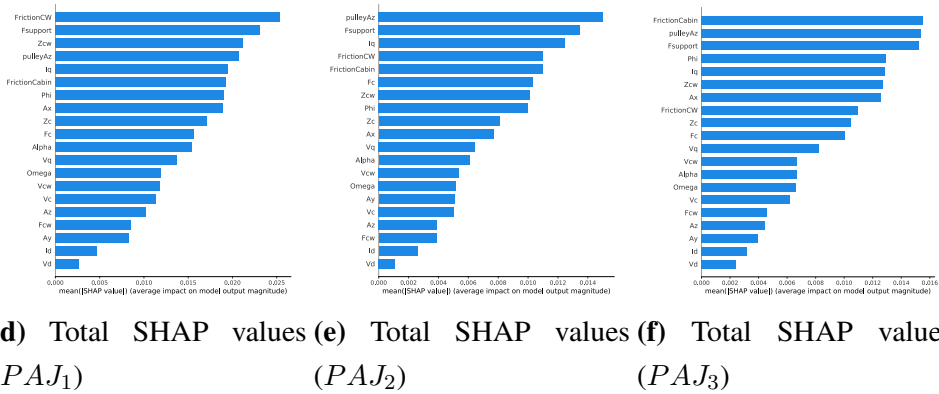 FrictionCW
Fsupport
Zcw
pulleyAz
Iq
FrictionCabin
Phi
Ax
Zc
Fc
Alpha
Vq
Omega
Vcw
Vc
Az
Fcw
Ay
Id
Vd
0.000 0.005 0.010 0.015 0.020 0.025
mean(|SHAP value|) (average impact on model output magnitude)
pulleyAz
Fsupport
Iq
FrictionCW
FrictionCabin
Fc
Zcw
Phi
Zc
Ax
Vq
Alpha
Vcw
Omega
Ay
Vc
Az
Fcw
Id
Vd
0.000 0.002 0.004 0.006 0.008 0.010 0.012 0.014
mean(|SHAP value|) (average impact on model output magnitude)
FrictionCabin
pulleyAz
Fsupport
Phi
Iq
Zcw
Ax
FrictionCW
Zc
Fc
Vq
Vcw
Alpha
Omega
Vc
Fcw
Az
Ay
Id
Vd
0.000 0.002 0.004 0.006 0.008 0.010 0.012 0.014 0.016
mean(|SHAP value|) (average impact on model output magnitude)
d) Total SHAP values
PAJ1)
(e) Total SHAP values
(PAJ2)
(f) Total SHAP value
(PAJ3)